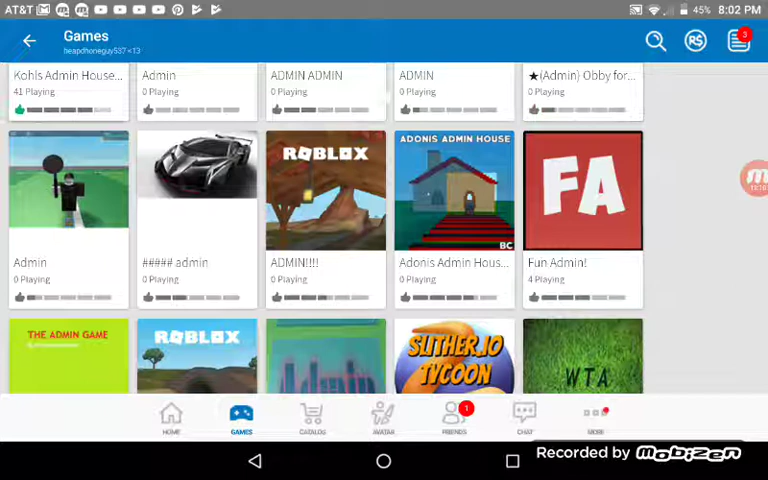 AT&T 45% 8:02 PM
Games 3
heapdhoneguy537 <13
Kohls Admin House... Admin ADMIN ADMIN ADMIN ★(Admin) Obby for...
41 Playing 0 Playing 0 Playing 0 Playing 0 Playing
ROBLOX ADONIS ADMIN HOUSE FA
BC
Admin ##### admin ADMIN!!!! Adonis Admin Hous... Fun Admin!
0 Playing 0 Playing 0 Playing 0 Playing 4 Playing
THE ADMIN GAME ROBLOX SLITHER.IO TYCOON WTA
1
HOME GAMES CATALOG AVATAR FRIENDS CHAT MORE
Recorded by mobizen